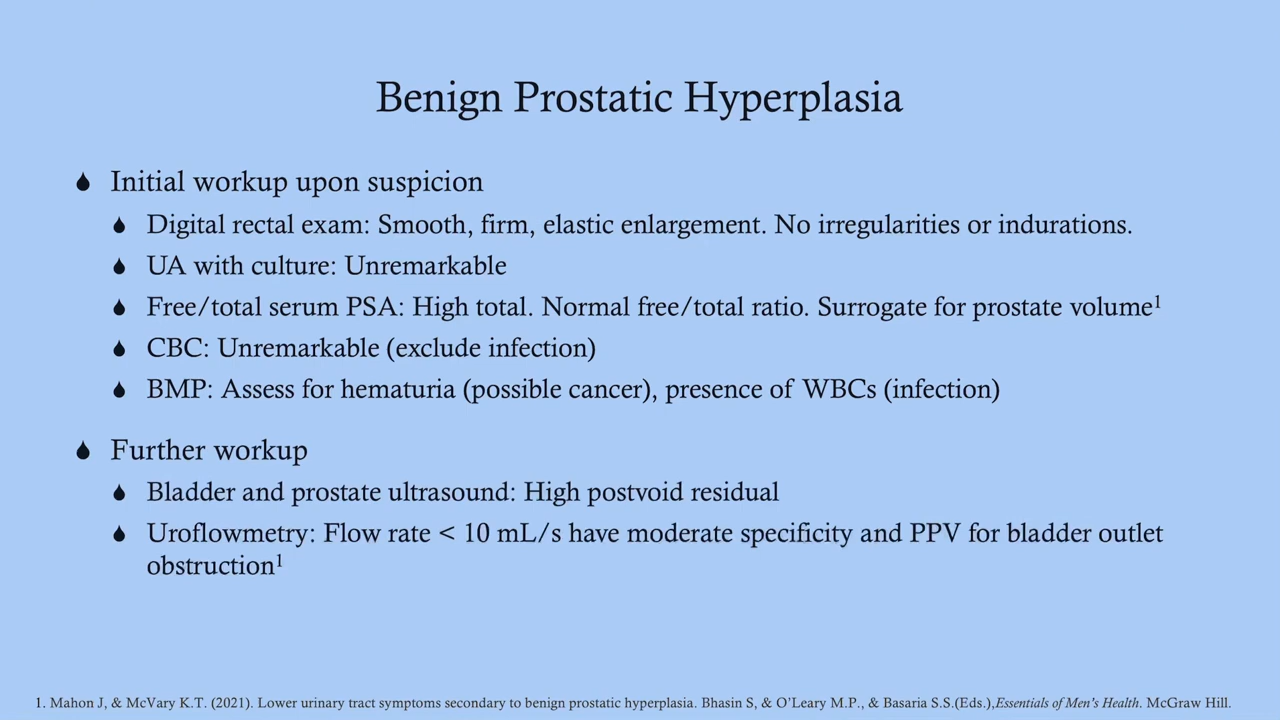 Benign Prostatic Hyperplasia
Initial workup upon suspicion
Digital rectal exam: Smooth, firm, elastic enlargement. No irregularities or indurations.
UA with culture: Unremarkable
Free/total serum PSA: High total. Normal free/total ratio. Surrogate for prostate volume¹
CBC: Unremarkable (exclude infection)
BMP: Assess for hematuria (possible cancer), presence of WBCs (infection)
Further workup
Bladder and prostate ultrasound: High postvoid residual
Uroflowmetry: Flow rate < 10 mL/s have moderate specificity and PPV for bladder outlet
obstruction¹
1. Mahon J, & McVary K.T. (2021). Lower urinary tract symptoms secondary to benign prostatic hyperplasia. Bhasin S, & O'Leary M.P., & Basaria S.S.(Eds.),Essentials of Men's Health. McGraw Hill.